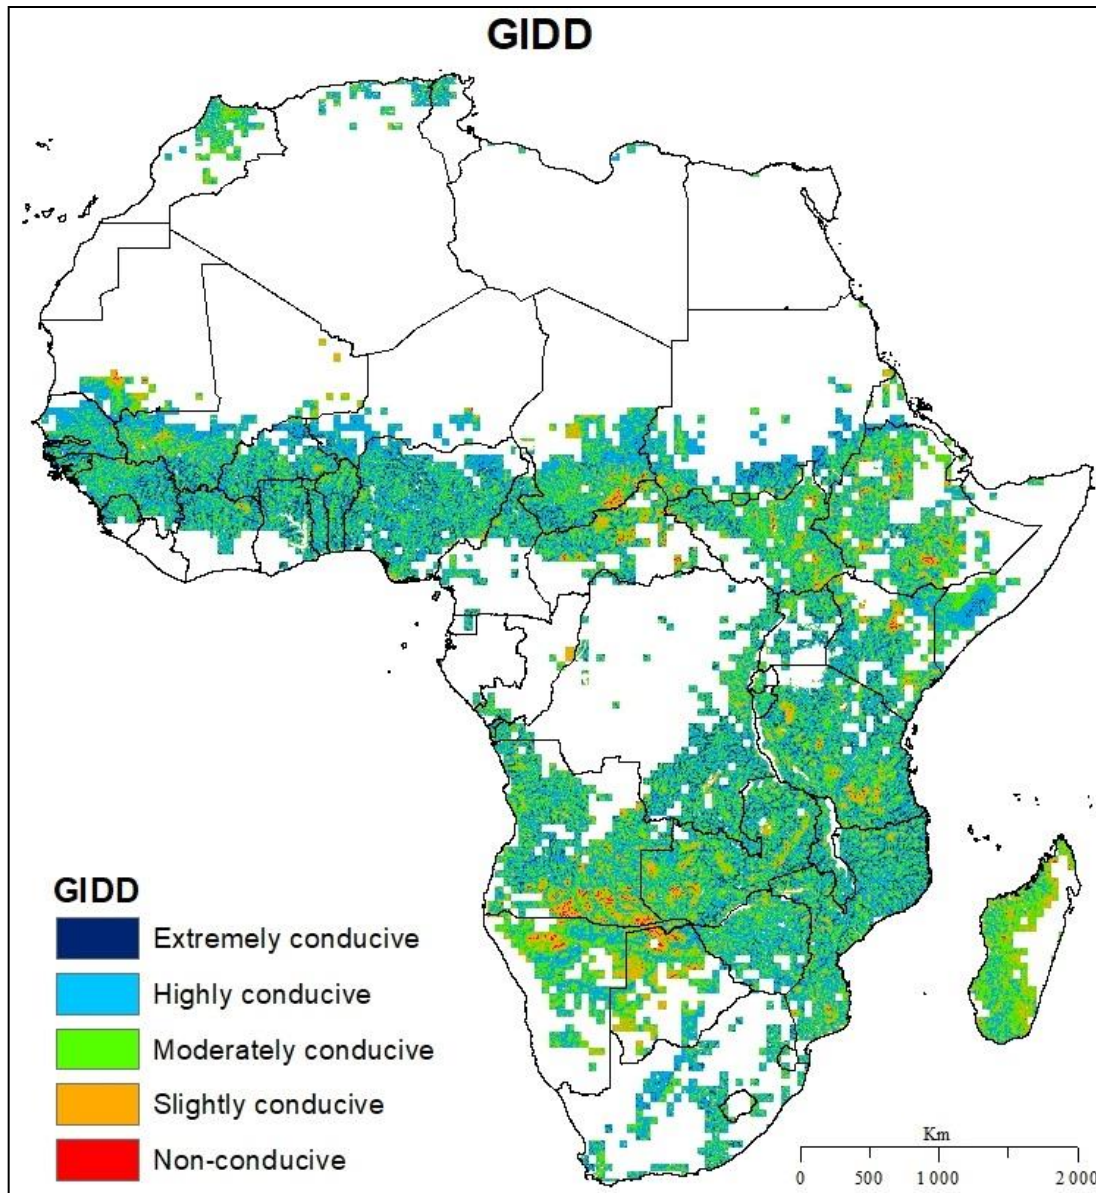 GIDD
GIDD
Extremely conducive
Highly conducive
Moderately conducive
Slightly conducive
Non-conducive
Km
0 500 1 000 2 000